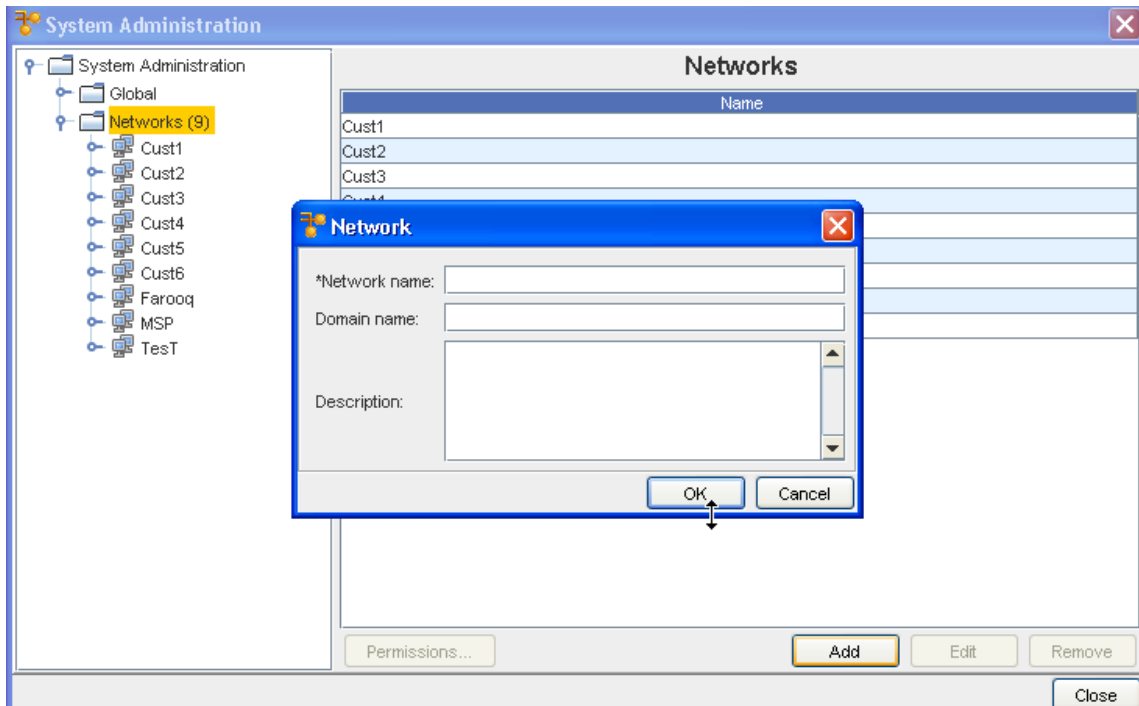 System Administration
System Administration
Global
Networks (9)
Cust1
Cust2
Cust3
Cust4
Cust5
Cust6
Farooq
MSP
TesT
Networks
Name
Cust1
Cust2
Cust3
Cust4
Network
*Network name:
Domain name:
Description:
OK
Cancel
Permissions...
Add
Edit
Remove
Close